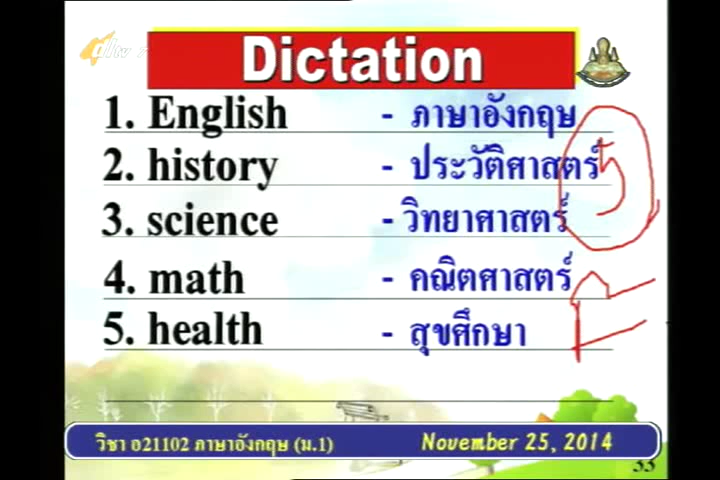 Dictation
1. English - ภาษาอังกฤษ
2. history - ประวัติศาสตร์
3. science - วิทยาศาสตร์
4. math - คณิตศาสตร์
5. health - สุขศึกษา
5
วิชา อ21102 ภาษาอังกฤษ (ม.1) November 25, 2014